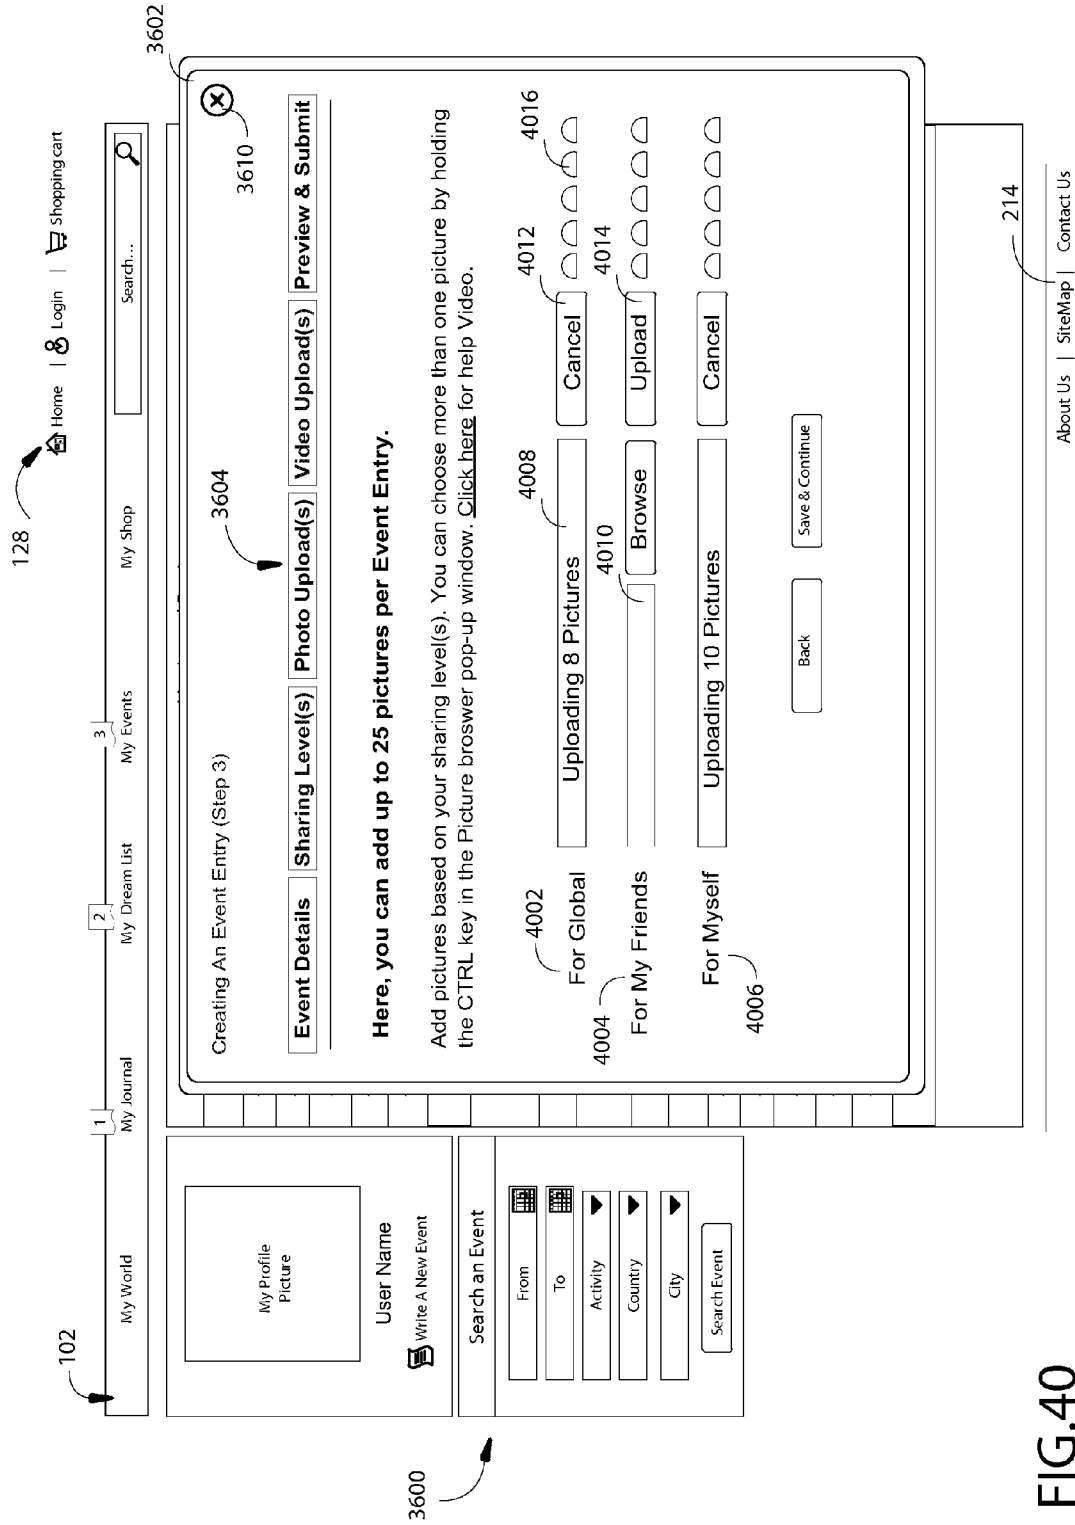 128
Home | Login | Shopping cart
102
1
2
3
My World My Journal My Dream List My Events My Shop Search...
3602
My Profile
Picture
User Name
Write A New Event
3600
Search an Event
From
To
Activity
Country
City
Search Event
Creating An Event Entry (Step 3)
3610
3604
Event Details Sharing Level(s) Photo Upload(s) Video Upload(s) Preview & Submit
Here, you can add up to 25 pictures per Event Entry.
Add pictures based on your sharing level(s). You can choose more than one picture by holding
the CTRL key in the Picture broswer pop-up window. Click here for help Video.
4002
4008
4012
4016
For Global Uploading 8 Pictures Cancel
4004
4010
4014
For My Friends Browse Upload
For Myself Uploading 10 Pictures Cancel
4006
Back Save & Continue
214
About Us | SiteMap | Contact Us
FIG.40